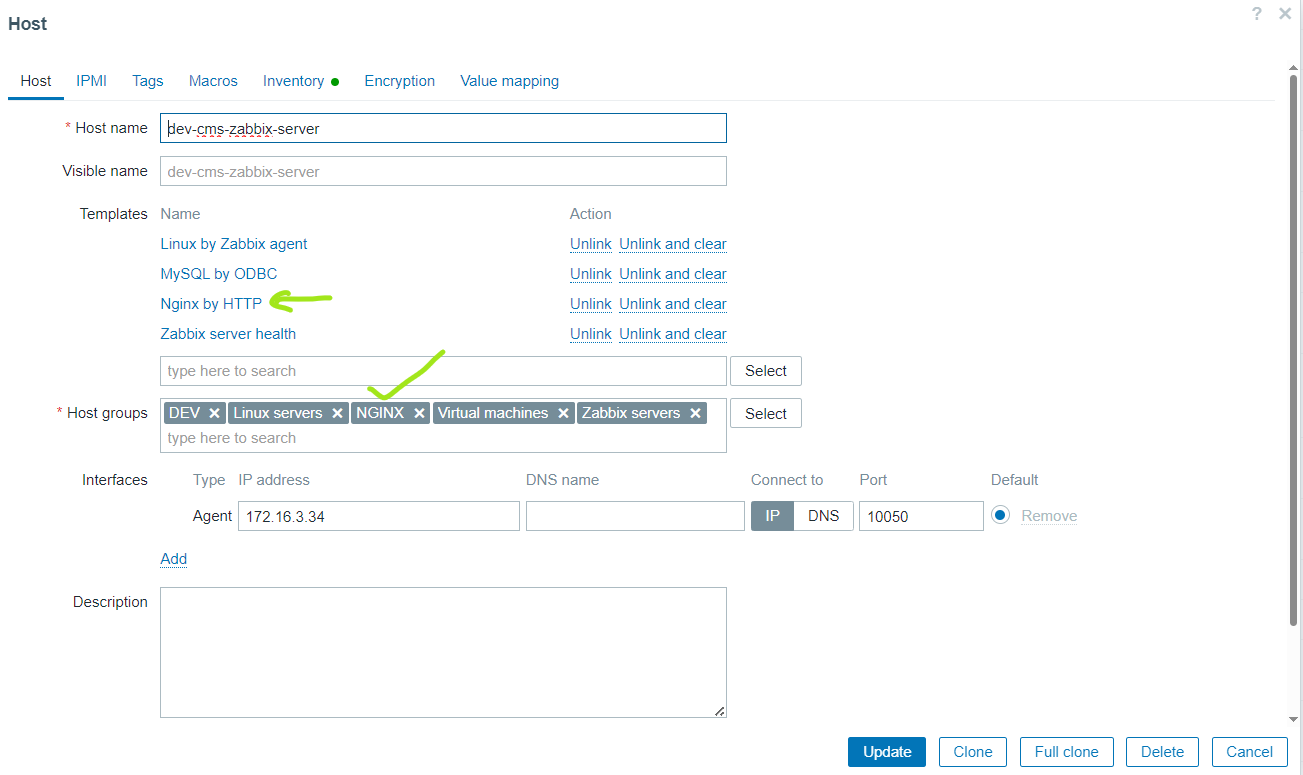 Host
? ×
Host IPMI Tags Macros Inventory Encryption Value mapping
* Host name dev-cms-zabbix-server
Visible name dev-cms-zabbix-server
Templates Name Action
Linux by Zabbix agent Unlink Unlink and clear
MySQL by ODBC Unlink Unlink and clear
Nginx by HTTP Unlink Unlink and clear
Zabbix server health Unlink Unlink and clear
type here to search Select
* Host groups DEV × Linux servers × NGINX × Virtual machines × Zabbix servers × Select
type here to search
Interfaces Type IP address DNS name Connect to Port Default
Agent 172.16.3.34 IP DNS 10050 Remove
Add
Description
Update Clone Full clone Delete Cancel